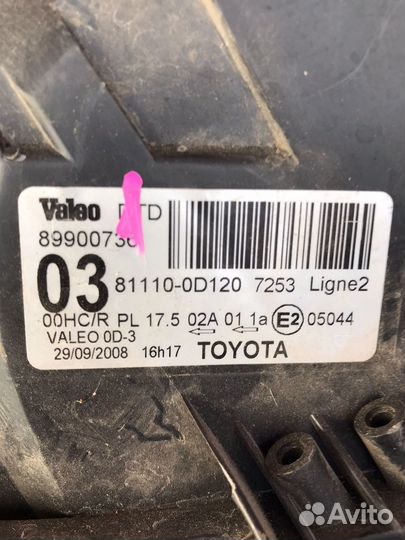 Valeo DTD
89900736
03 81110-0D120 7253 Ligne2
00HC/R PL 17.5 02A 01 1a E2 05044
VALEO 0D-3
29/09/2008 16h17 TOYOTA
Avito